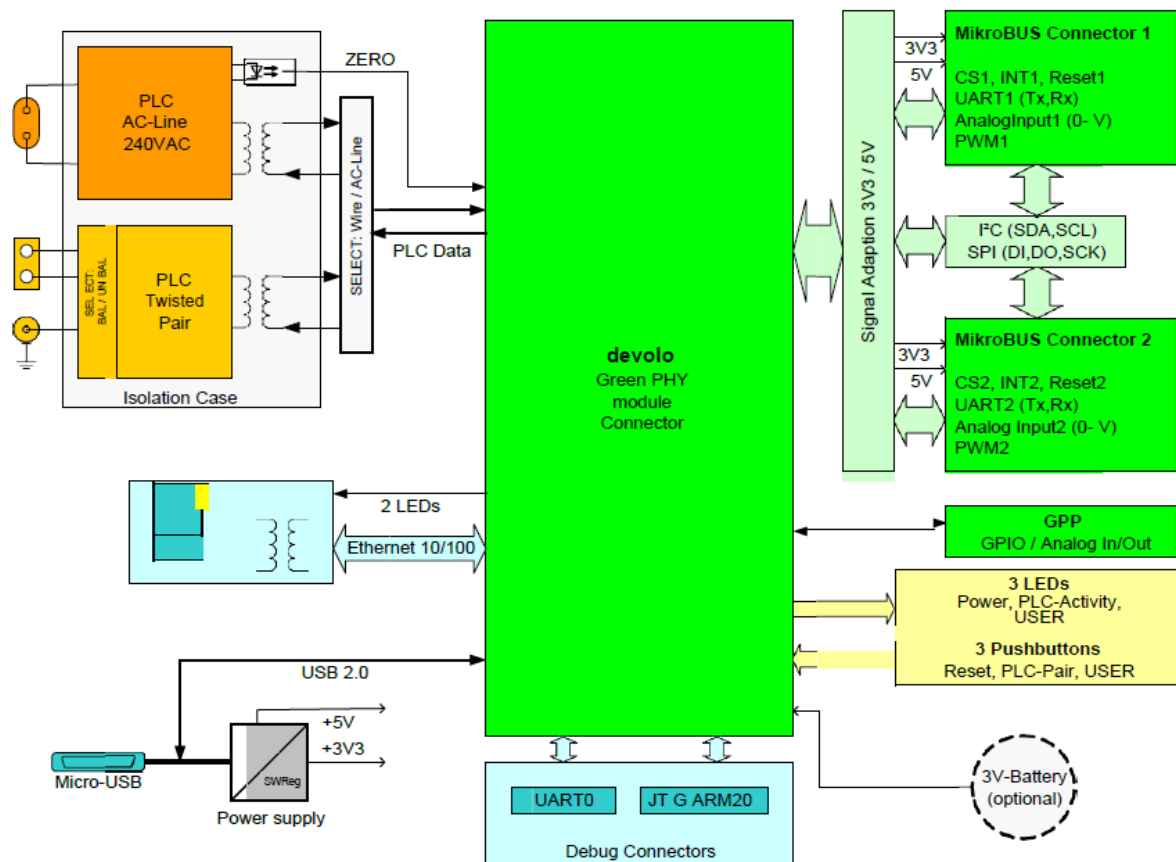 ZERO
PLC
AC-Line
240VAC
SELECT: Wire / AC-Line
PLC Data
SEL ECT:
BAL / UN BAL
PLC
Twisted
Pair
Isolation Case
devolo
Green PHY
module
Connector
Signal Adaption 3V3 / 5V
3V3
5V
MikroBUS Connector 1
CS1, INT1, Reset1
UART1 (Tx,Rx)
AnalogInput1 (0- V)
PWM1
I²C (SDA,SCL)
SPI (DI,DO,SCK)
3V3
5V
MikroBUS Connector 2
CS2, INT2, Reset2
UART2 (Tx,Rx)
Analog Input2 (0- V)
PWM2
2 LEDs
Ethernet 10/100
GPP
GPIO / Analog In/Out
3 LEDs
Power, PLC-Activity,
USER
3 Pushbuttons
Reset, PLC-Pair, USER
USB 2.0
+5V
+3V3
SWReg
Micro-USB
Power supply
UART0
JT G ARM20
Debug Connectors
3V-Battery
(optional)